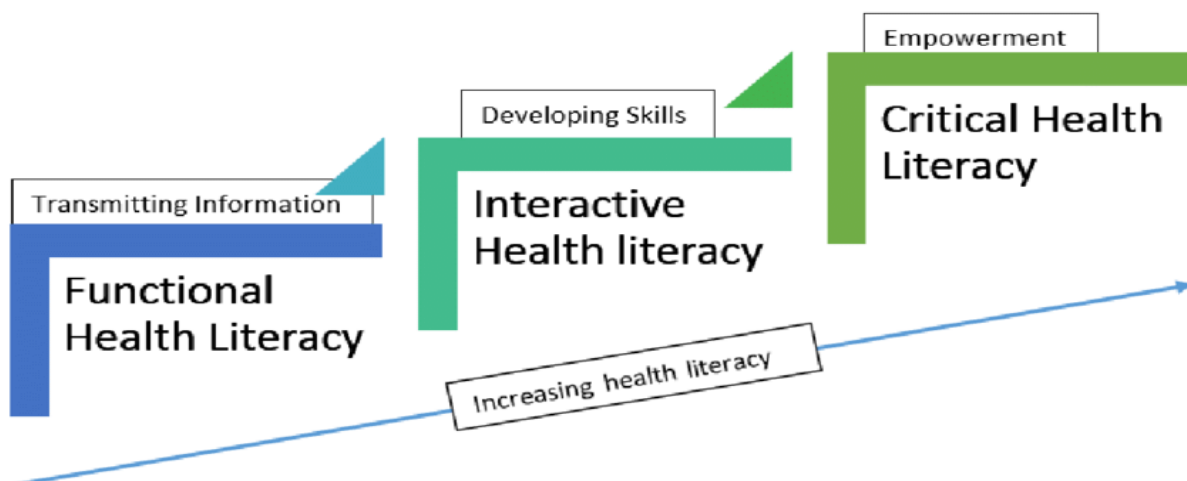 Transmitting Information
Functional
Health Literacy
Developing Skills
Interactive
Health literacy
Empowerment
Critical Health
Literacy
Increasing health literacy